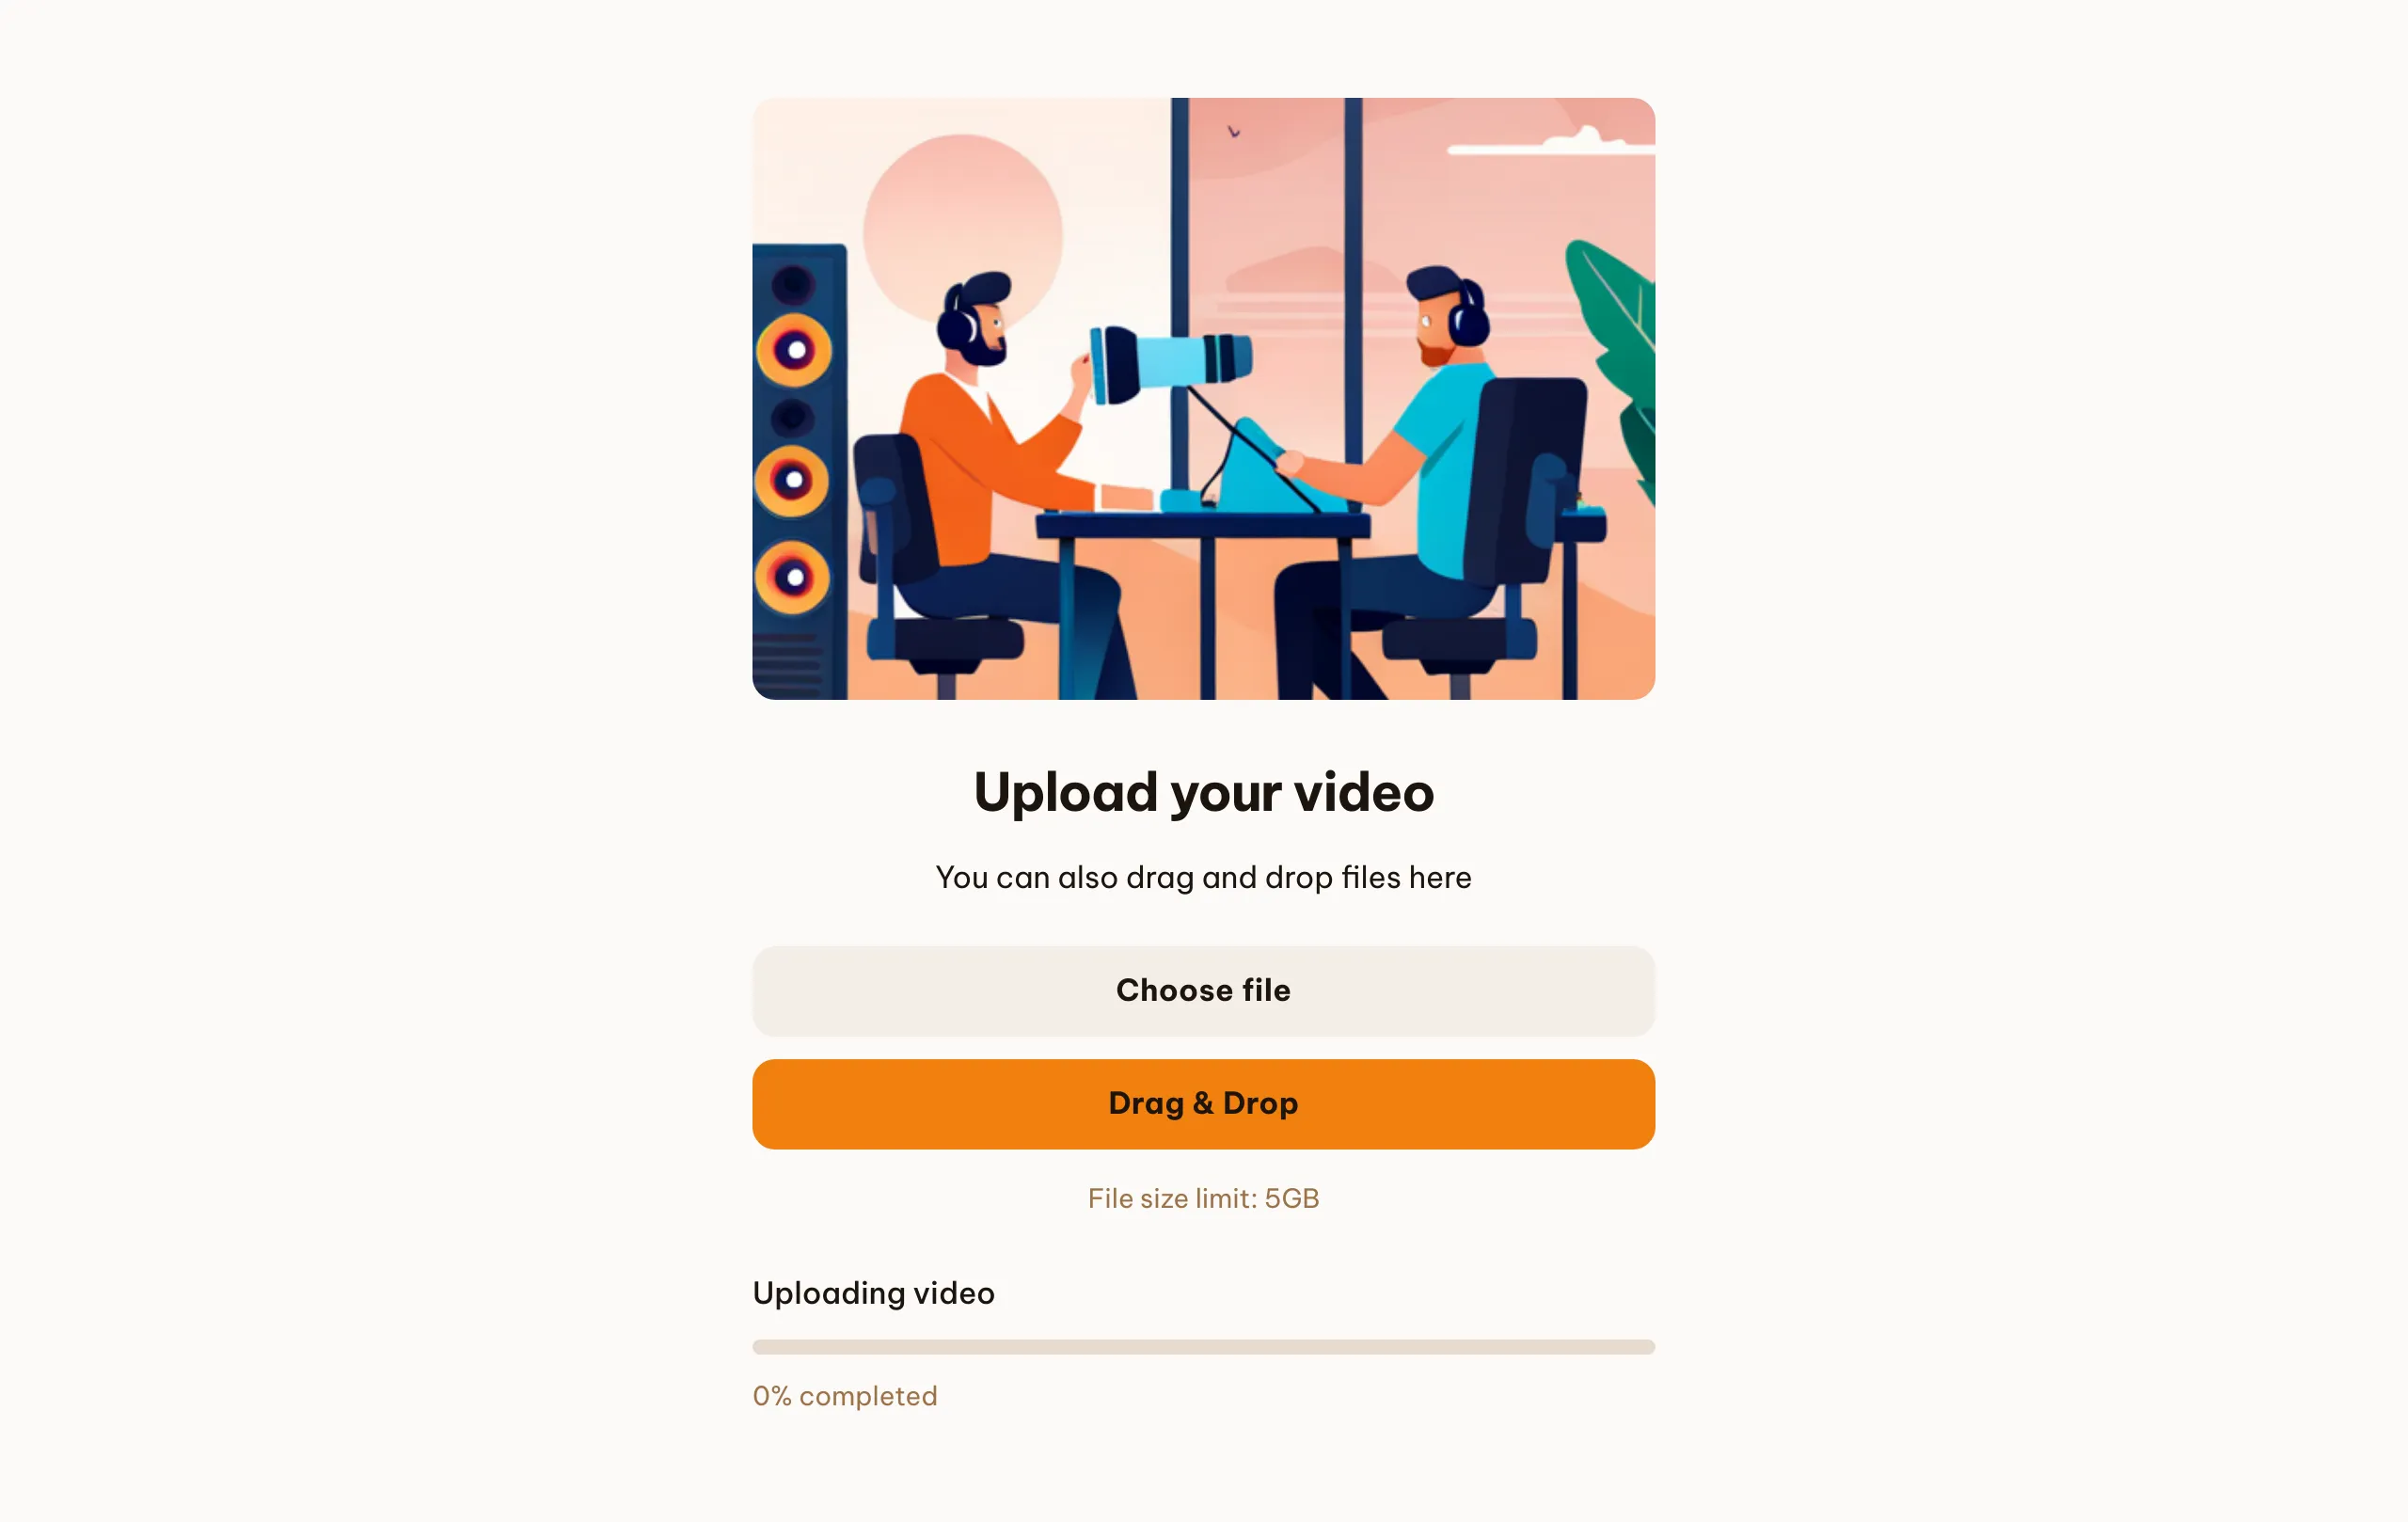 Upload your video
You can also drag and drop files here
Choose file
Drag & Drop
File size limit: 5GB
Uploading video
0% completed